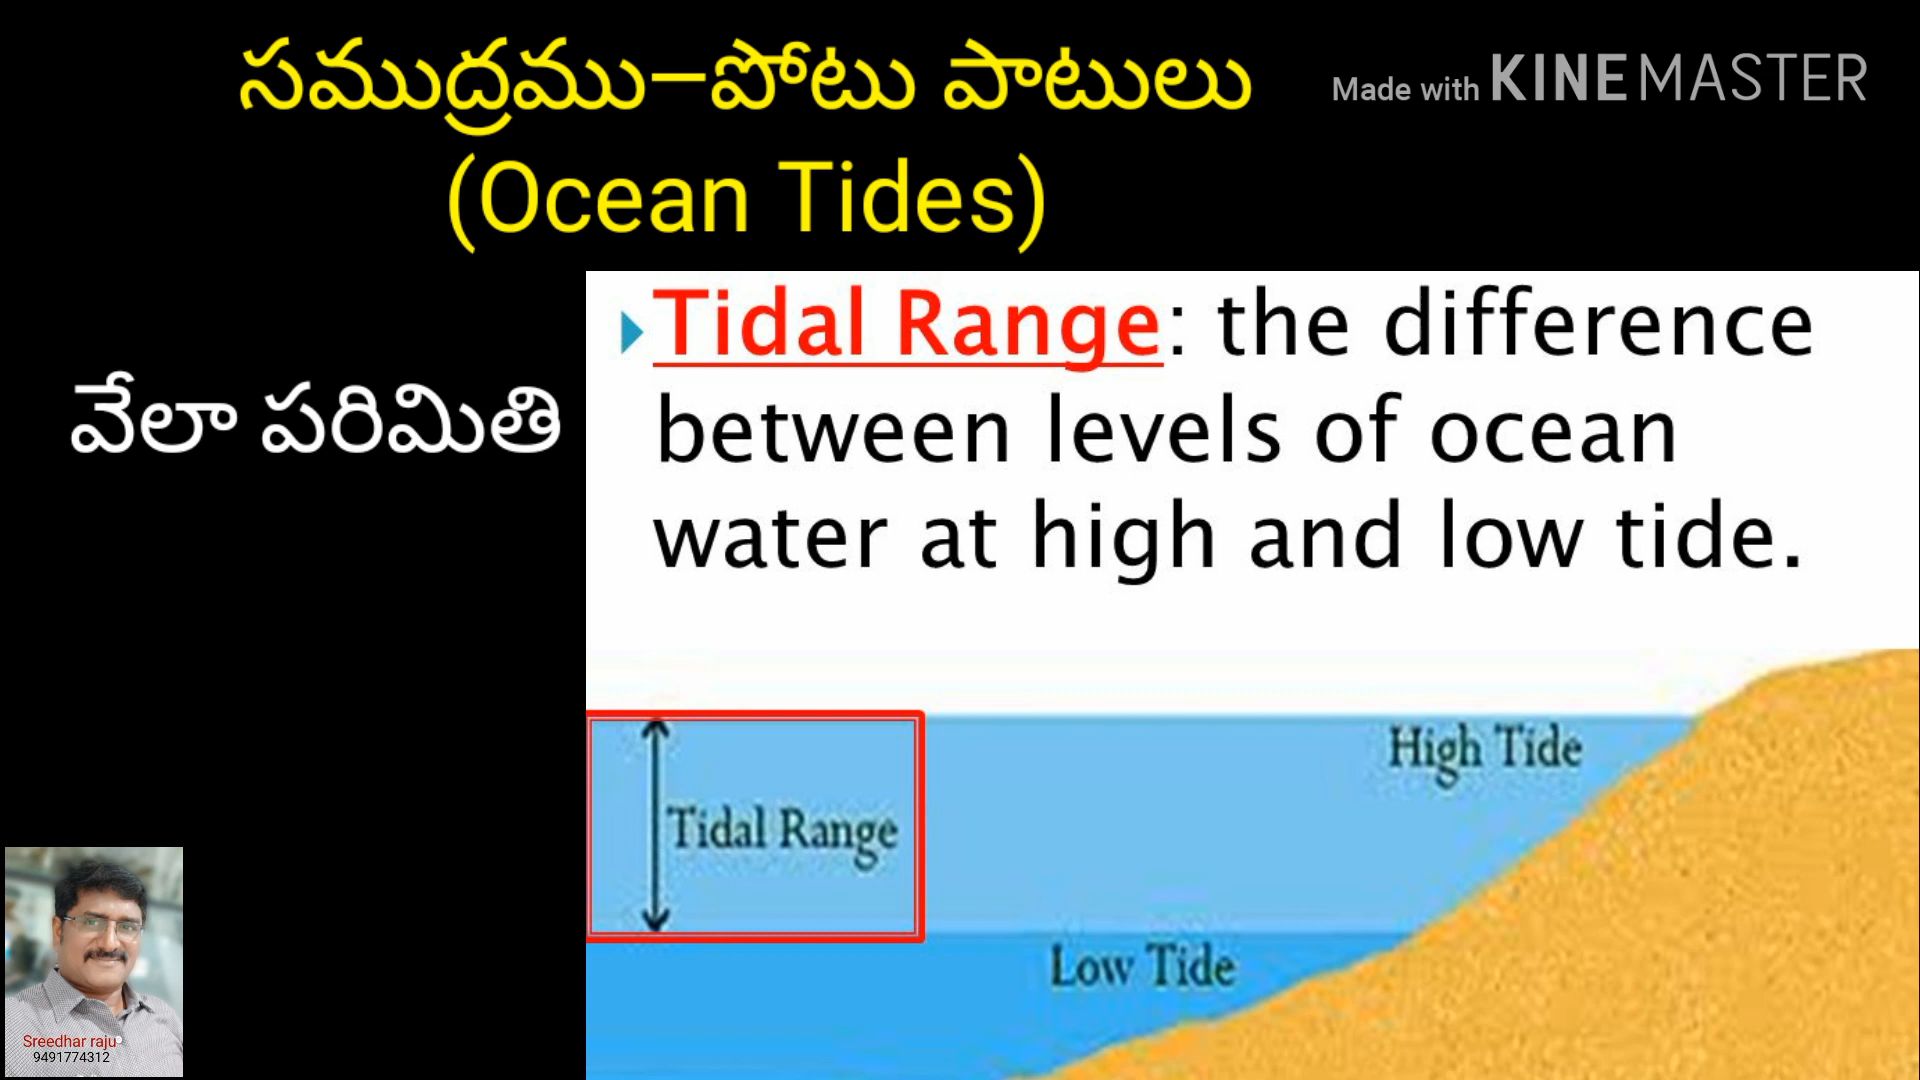 సముద్రము–పోటు పాటులు
(Ocean Tides)
Made with KINEMASTER
వేలా పరిమితి
Tidal Range: the difference
between levels of ocean
water at high and low tide.
High Tide
Tidal Range
Low Tide
Sreedhar raju
9491774312